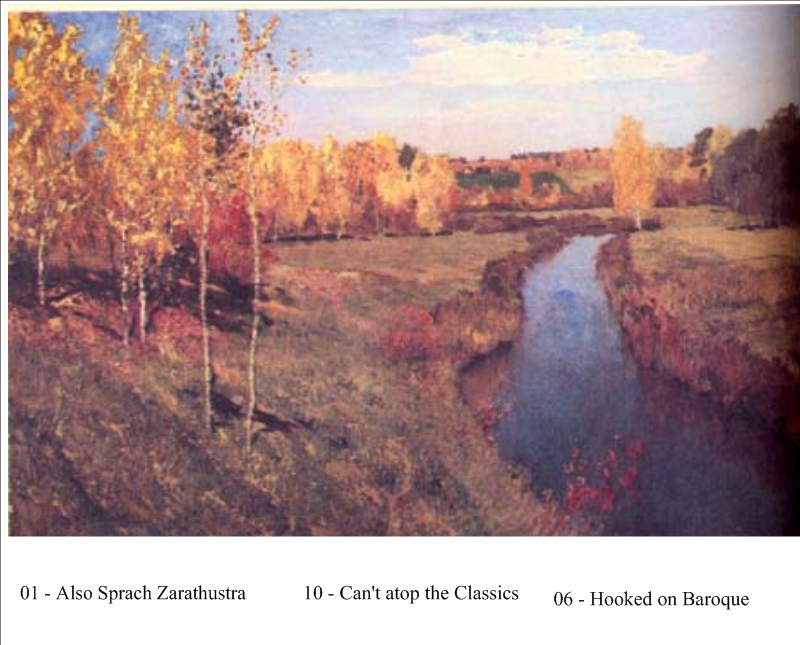 01 - Also Sprach Zarathustra
10 - Can't atop the Classics
06 - Hooked on Baroque